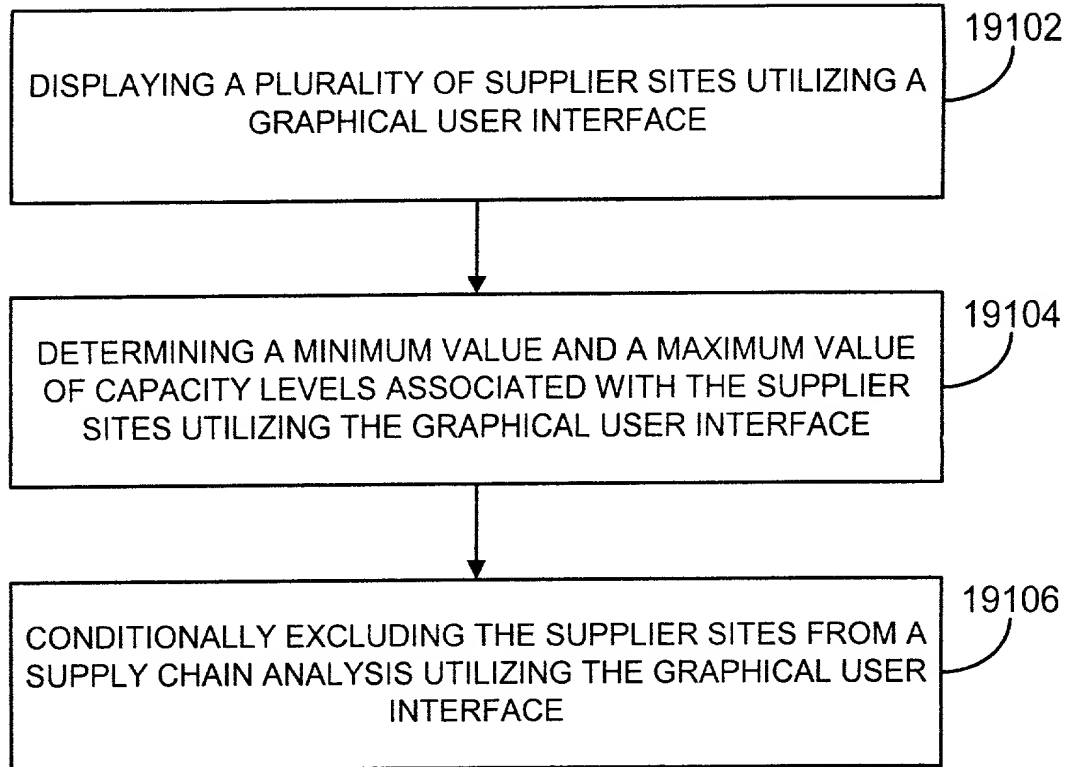 19102
DISPLAYING A PLURALITY OF SUPPLIER SITES UTILIZING A
GRAPHICAL USER INTERFACE
19104
DETERMINING A MINIMUM VALUE AND A MAXIMUM VALUE
OF CAPACITY LEVELS ASSOCIATED WITH THE SUPPLIER
SITES UTILIZING THE GRAPHICAL USER INTERFACE
19106
CONDITIONALLY EXCLUDING THE SUPPLIER SITES FROM A
SUPPLY CHAIN ANALYSIS UTILIZING THE GRAPHICAL USER
INTERFACE